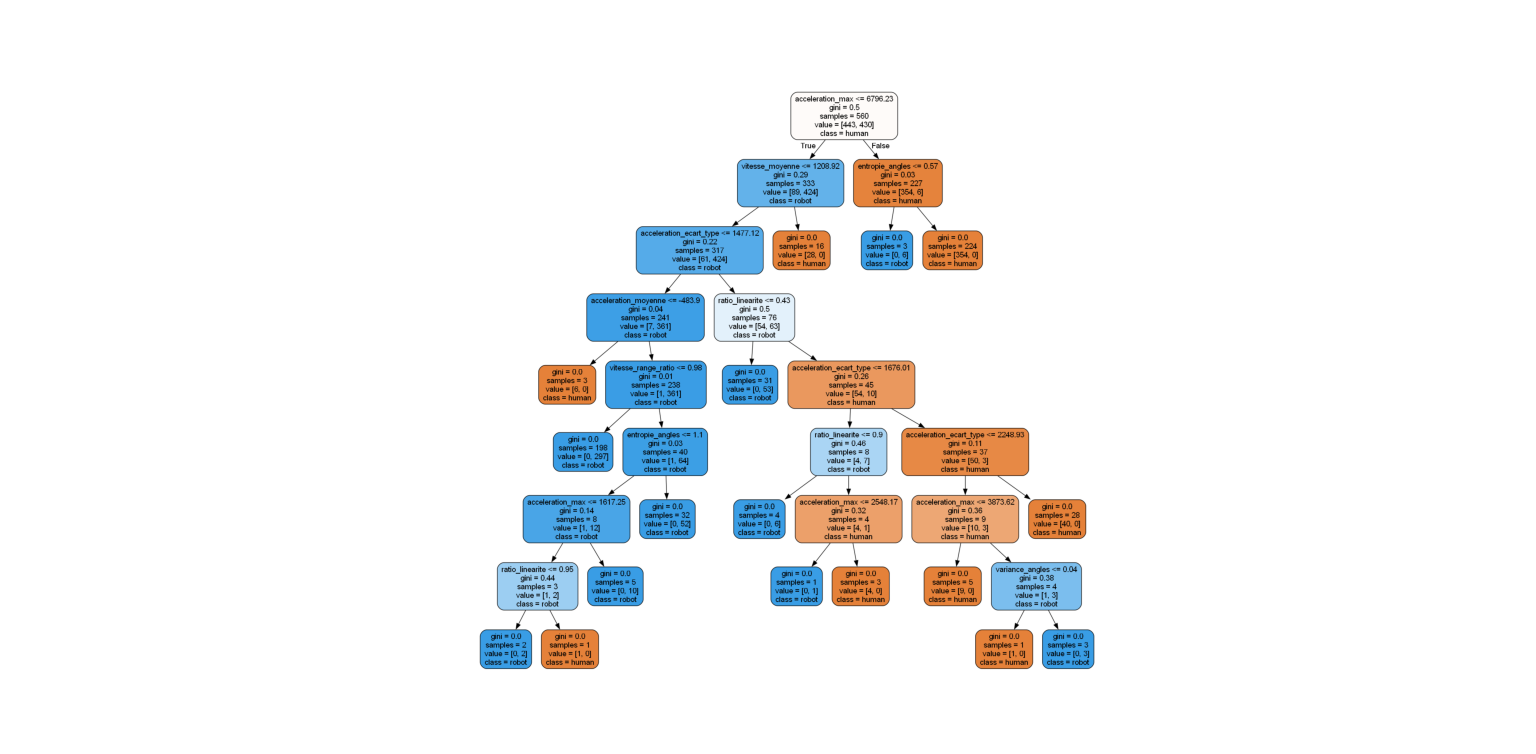 acceleration_max <= 6796.23
gini = 0.5
samples = 560
value = [443, 430]
class = human
True
False
vitesse_moyenne <= 1208.92
gini = 0.29
samples = 333
value = [89, 424]
class = robot
entropie_angles <= 0.57
gini = 0.03
samples = 227
value = [354, 6]
class = human
acceleration_ecart_type <= 1477.12
gini = 0.22
samples = 317
value = [61, 424]
class = robot
gini = 0.0
samples = 16
value = [28, 0]
class = human
gini = 0.0
samples = 3
value = [0, 6]
class = robot
gini = 0.0
samples = 224
value = [354, 0]
class = human
acceleration_moyenne <= -483.9
gini = 0.04
samples = 241
value = [7, 361]
class = robot
ratio_linearite <= 0.43
gini = 0.5
samples = 76
value = [54, 63]
class = robot
gini = 0.0
samples = 3
value = [6, 0]
class = human
vitesse_range_ratio <= 0.98
gini = 0.01
samples = 238
value = [1, 361]
class = robot
gini = 0.0
samples = 31
value = [0, 53]
class = robot
acceleration_ecart_type <= 1676.01
gini = 0.26
samples = 45
value = [54, 10]
class = human
gini = 0.0
samples = 198
value = [0, 297]
class = robot
entropie_angles <= 1.1
gini = 0.03
samples = 40
value = [1, 64]
class = robot
ratio_linearite <= 0.9
gini = 0.46
samples = 8
value = [4, 7]
class = robot
acceleration_ecart_type <= 2248.93
gini = 0.11
samples = 37
value = [50, 3]
class = human
acceleration_max <= 1617.25
gini = 0.14
samples = 8
value = [1, 12]
class = robot
gini = 0.0
samples = 32
value = [0, 52]
class = robot
gini = 0.0
samples = 4
value = [0, 6]
class = robot
acceleration_max <= 2548.17
gini = 0.32
samples = 4
value = [4, 1]
class = human
acceleration_max <= 3873.62
gini = 0.36
samples = 9
value = [10, 3]
class = human
gini = 0.0
samples = 28
value = [40, 0]
class = human
ratio_linearite <= 0.95
gini = 0.44
samples = 3
value = [1, 2]
class = robot
gini = 0.0
samples = 5
value = [0, 10]
class = robot
gini = 0.0
samples = 1
value = [0, 1]
class = robot
gini = 0.0
samples = 3
value = [4, 0]
class = human
gini = 0.0
samples = 5
value = [9, 0]
class = human
variance_angles <= 0.04
gini = 0.38
samples = 4
value = [1, 3]
class = robot
gini = 0.0
samples = 2
value = [0, 2]
class = robot
gini = 0.0
samples = 1
value = [1, 0]
class = human
gini = 0.0
samples = 1
value = [1, 0]
class = human
gini = 0.0
samples = 3
value = [0, 3]
class = robot